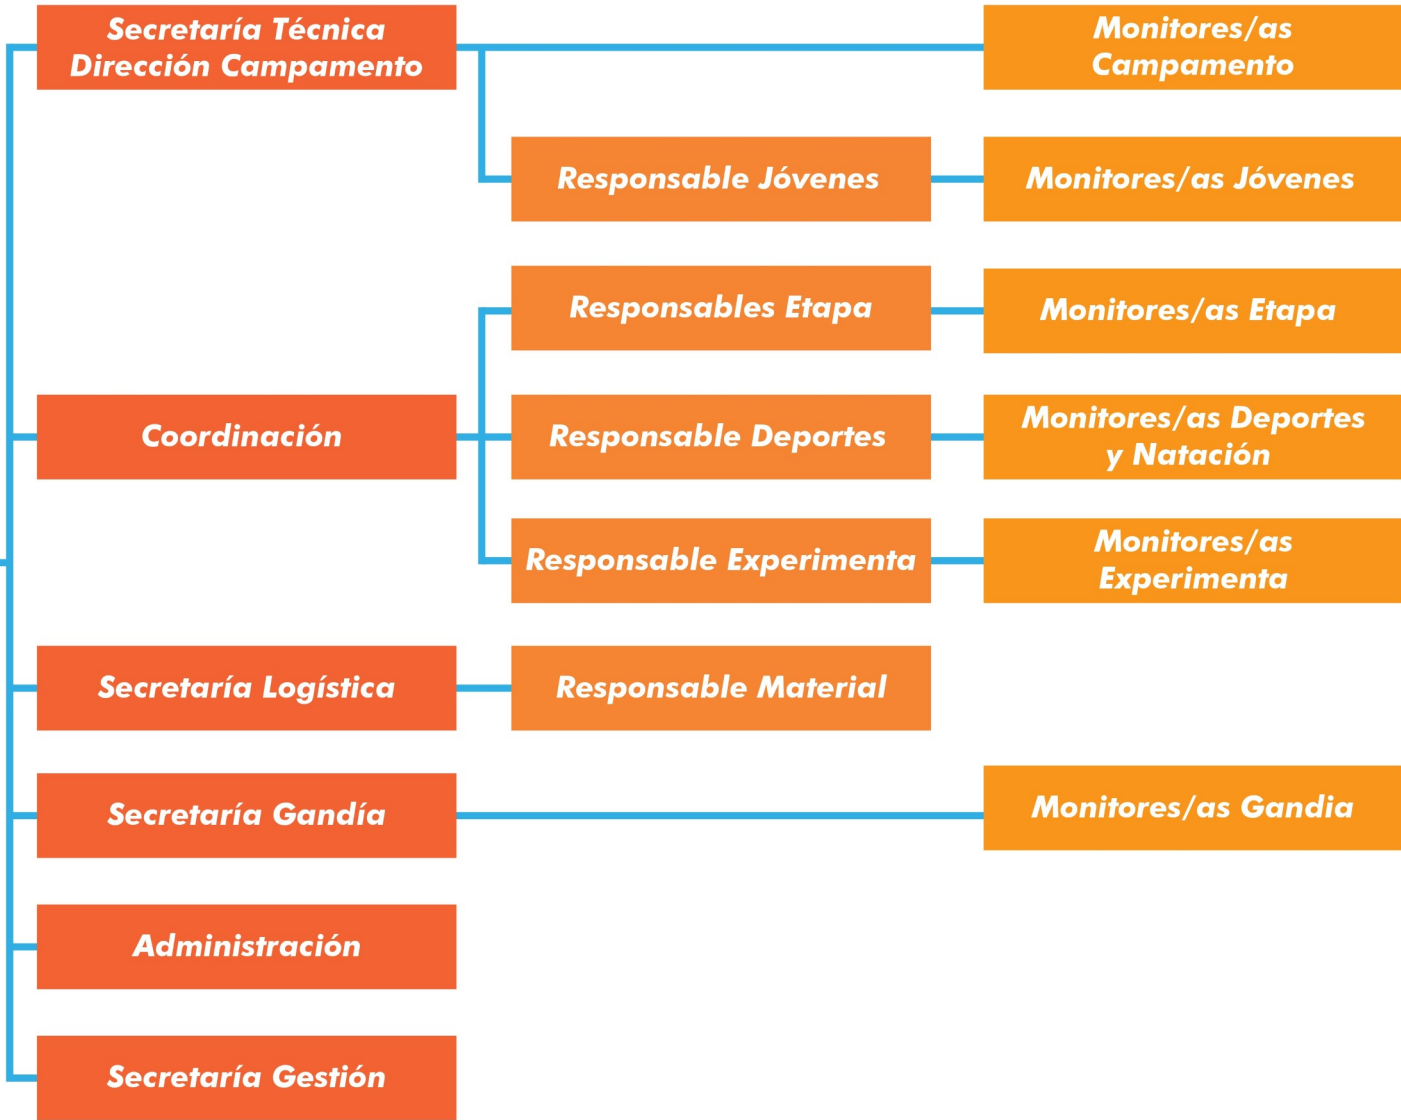 Secretaría Técnica
Dirección Campamento
Monitores/as
Campamento
Responsable Jóvenes
Monitores/as Jóvenes
Responsables Etapa
Monitores/as Etapa
Coordinación
Responsable Deportes
Monitores/as Deportes
y Natación
Responsable Experimenta
Monitores/as
Experimenta
Secretaría Logística
Responsable Material
Secretaría Gandía
Monitores/as Gandia
Administración
Secretaría Gestión